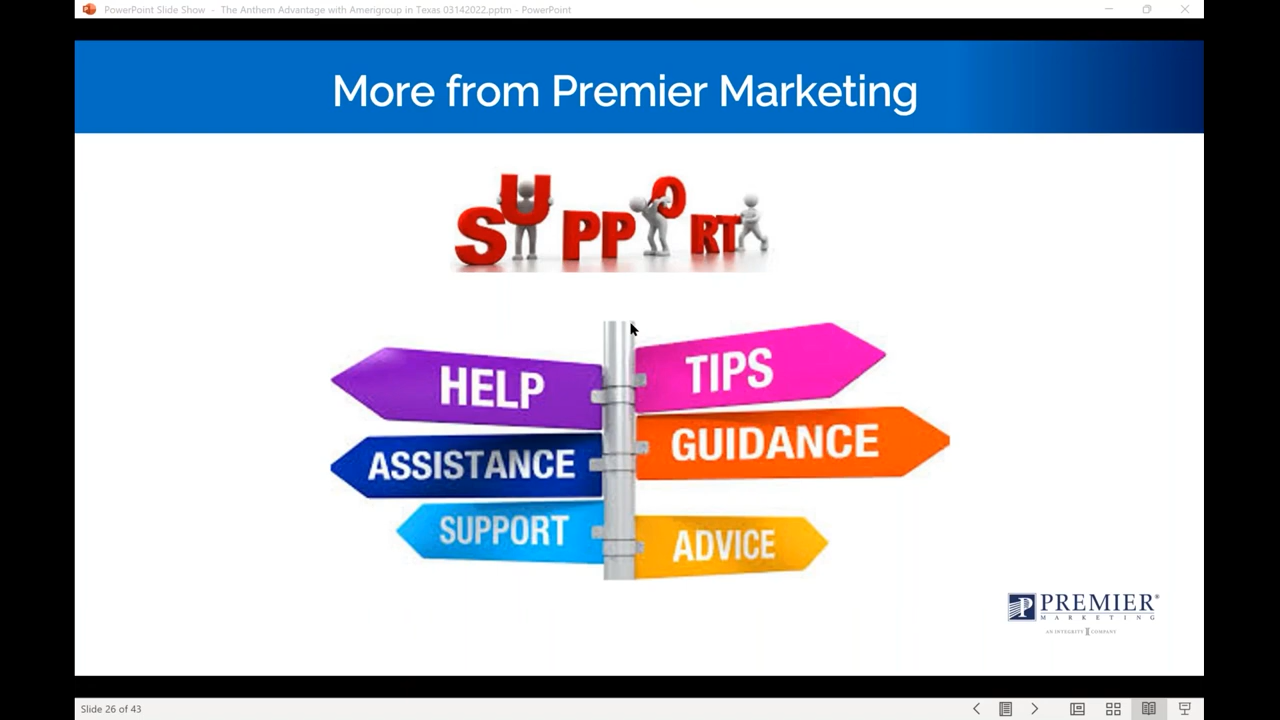 PowerPoint Slide Show - The Anthem Advantage with Amerigroup in Texas 03142022.pptm - PowerPoint
More from Premier Marketing
SUPPORT
HELP
TIPS
ASSISTANCE
GUIDANCE
SUPPORT
ADVICE
PREMIER®
MARKETING
AN INTEGRITY COMPANY
Slide 26 of 43